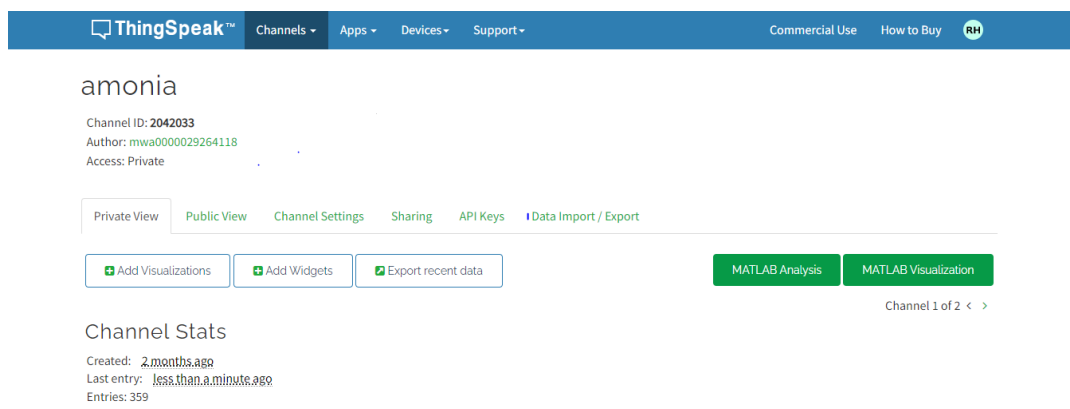 ThingSpeak™ Channels Apps Devices Support Commercial Use How to Buy RH
amonia
Channel ID: 2042033
Author: mwa0000029264118
Access: Private
Private View Public View Channel Settings Sharing API Keys Data Import / Export
Add Visualizations Add Widgets Export recent data MATLAB Analysis MATLAB Visualization
Channel 1 of 2 < >
Channel Stats
Created: 2 months ago
Last entry: less than a minute ago
Entries: 359